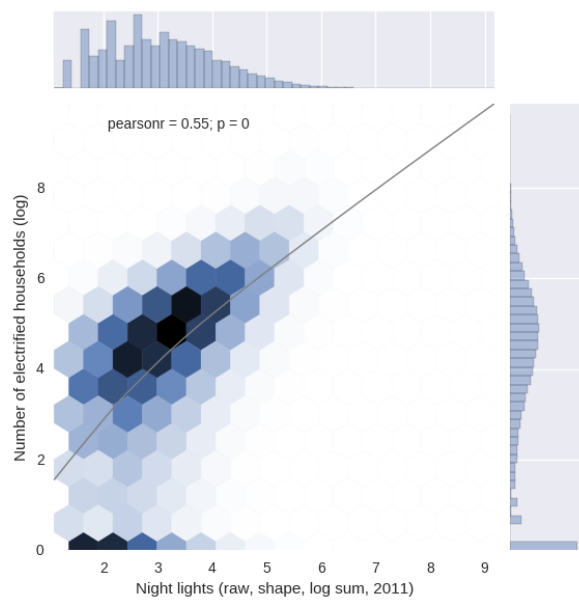 pearsonr = 0.55; p = 0
Number of electrified households (log)
8
6
4
2
0
2 3 4 5 6 7 8 9
Night lights (raw, shape, log sum, 2011)